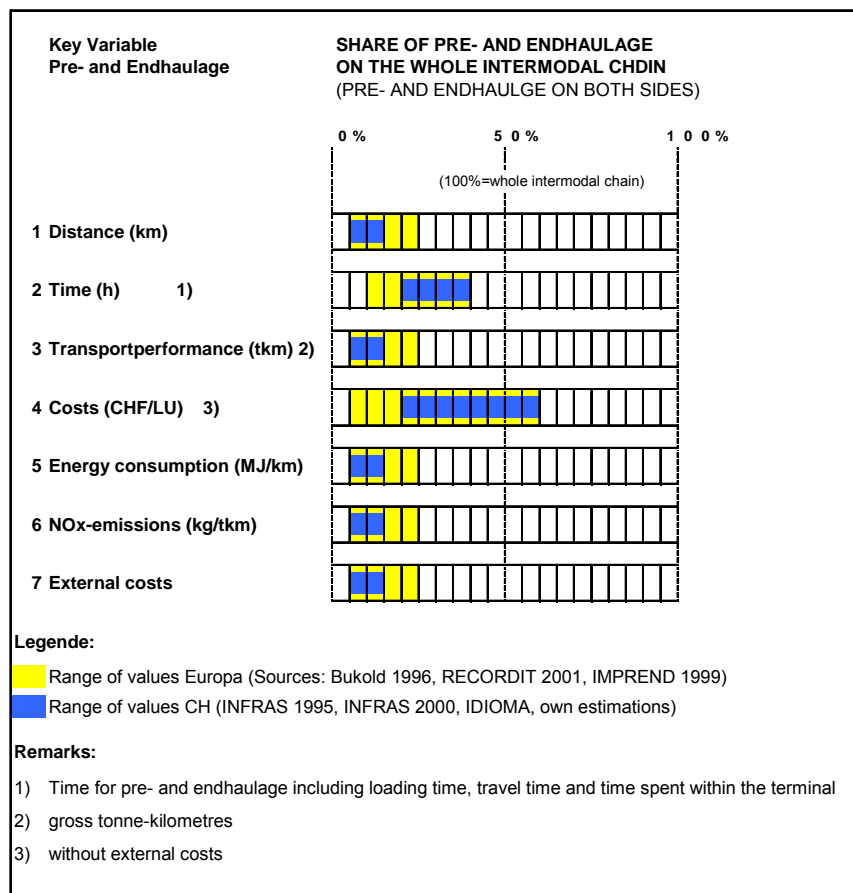 Key Variable
Pre- and Endhaulage
SHARE OF PRE- AND ENDHAULAGE
ON THE WHOLE INTERMODAL CHDIN
(PRE- AND ENDHAULGE ON BOTH SIDES)
0% 50% 100%
(100%=whole intermodal chain)
1 Distance (km)
2 Time (h) 1)
3 Transportperformance (tkm) 2)
4 Costs (CHF/LU) 3)
5 Energy consumption (MJ/km)
6 NOx-emissions (kg/tkm)
7 External costs
Legende:
Range of values Europa (Sources: Bukold 1996, RECORDIT 2001, IMPREND 1999)
Range of values CH (INFRAS 1995, INFRAS 2000, IDIOMA, own estimations)
Remarks:
1) Time for pre- and endhaulage including loading time, travel time and time spent within the terminal
2) gross tonne-kilometres
3) without external costs